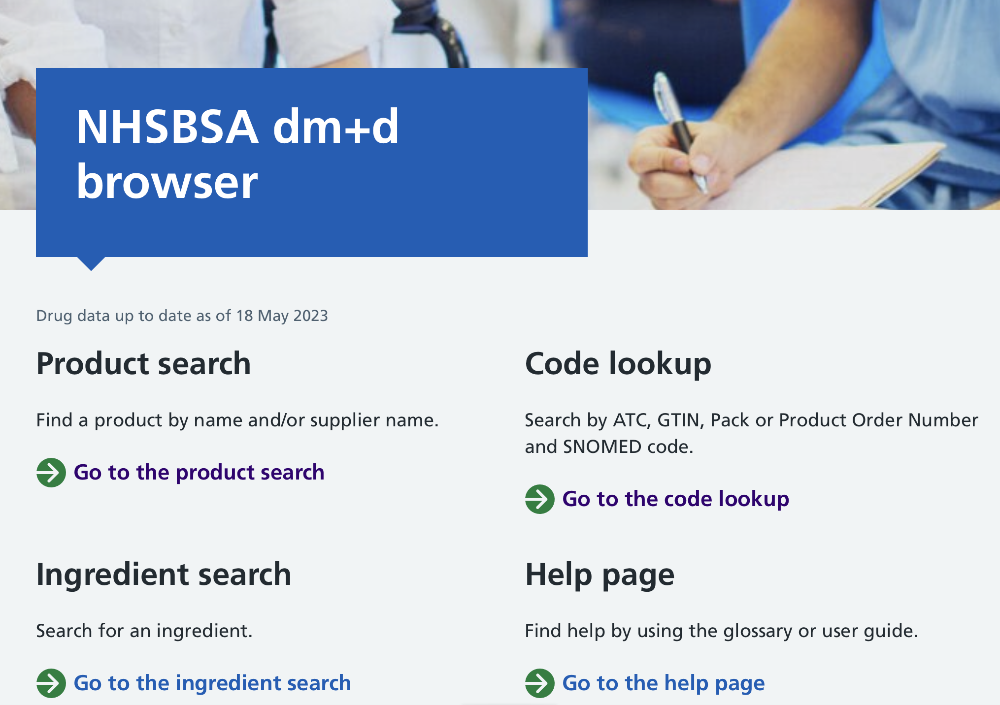 NHSBSA dm+d
browser
Drug data up to date as of 18 May 2023
Product search
Find a product by name and/or supplier name.
Go to the product search
Code lookup
Search by ATC, GTIN, Pack or Product Order Number
and SNOMED code.
Go to the code lookup
Ingredient search
Search for an ingredient.
Go to the ingredient search
Help page
Find help by using the glossary or user guide.
Go to the help page